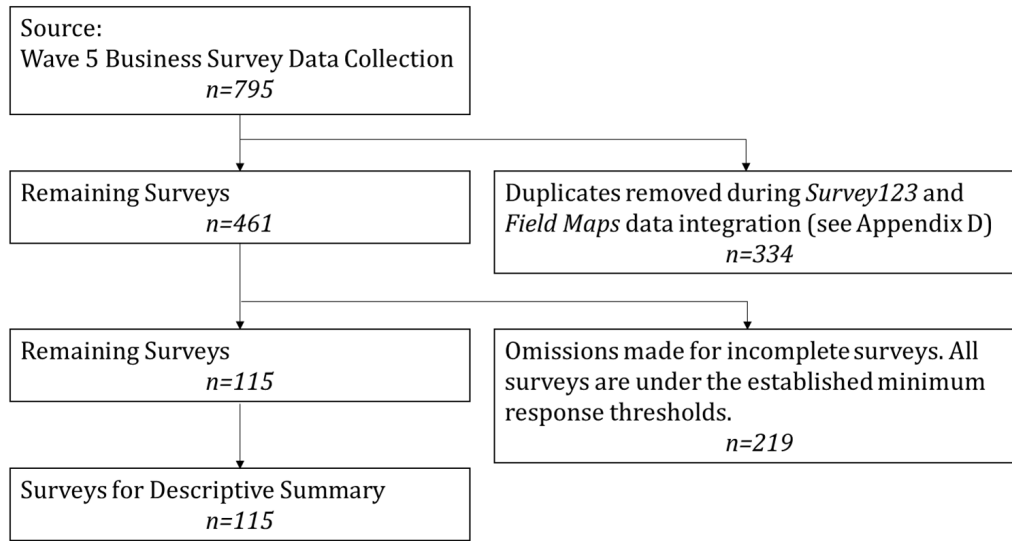 Source:
Wave 5 Business Survey Data Collection
n=795
Remaining Surveys
n=461
Duplicates removed during Survey123 and
Field Maps data integration (see Appendix D)
n=334
Remaining Surveys
n=115
Omissions made for incomplete surveys. All
surveys are under the established minimum
response thresholds.
n=219
Surveys for Descriptive Summary
n=115